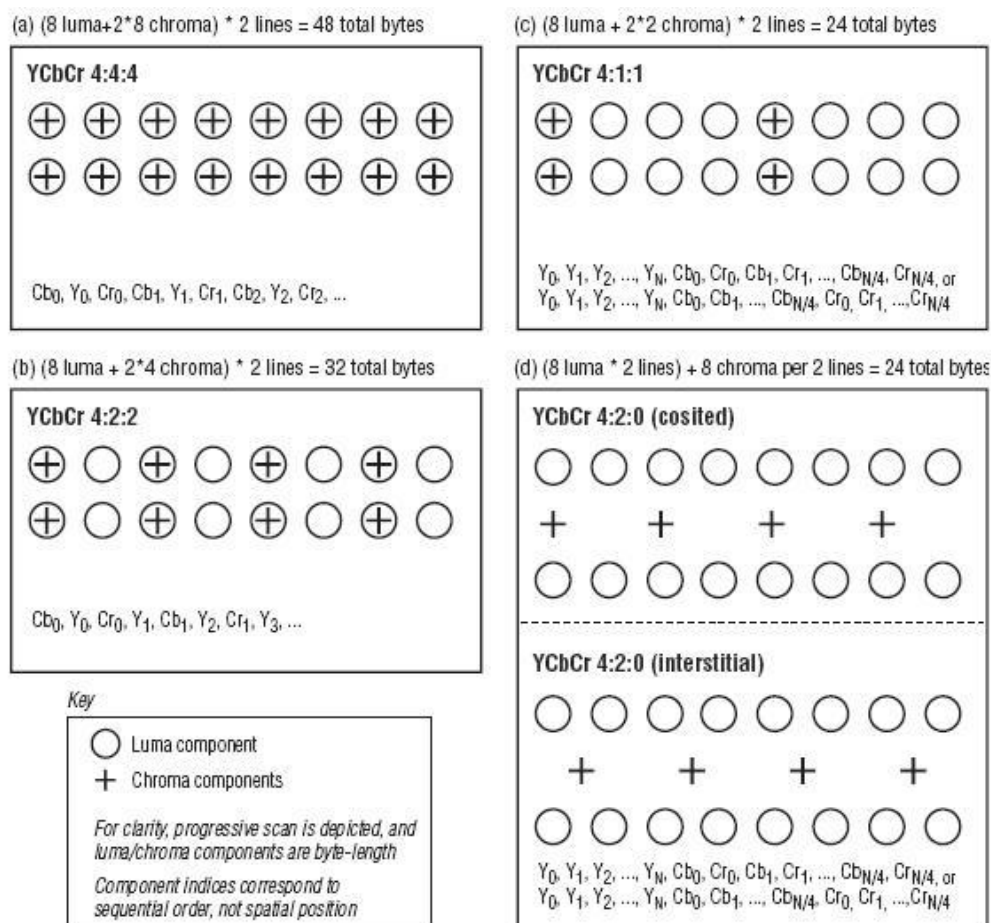 (a) (8 luma+2*8 chroma) * 2 lines = 48 total bytes
YCbCr 4:4:4
Cb0, Y0, Cr0, Cb1, Y1, Cr1, Cb2, Y2, Cr2, ...
(b) (8 luma + 2*4 chroma) * 2 lines = 32 total bytes
YCbCr 4:2:2
Cb0, Y0, Cr0, Y1, Cb1, Y2, Cr1, Y3, ...
Key
Luma component
Chroma components
For clarity, progressive scan is depicted, and
luma/chroma components are byte-length
Component indices correspond to
sequential order, not spatial position
(c) (8 luma + 2*2 chroma) * 2 lines = 24 total bytes
YCbCr 4:1:1
Y0, Y1, Y2, ..., YN, Cb0, Cr0, Cb1, Cr1, ..., CbN/4, CrN/4, or
Y0, Y1, Y2, ..., YN, Cb0, Cb1, ..., CbN/4, Cr0, Cr1, ...,CrN/4
(d) (8 luma * 2 lines) + 8 chroma per 2 lines = 24 total bytes
YCbCr 4:2:0 (cosited)
YCbCr 4:2:0 (interstitial)
Y0, Y1, Y2, ..., YN, Cb0, Cr0, Cb1, Cr1, ..., CbN/4, CrN/4, or
Y0, Y1, Y2, ..., YN, Cb0, Cb1, ..., CbN/4, Cr0, Cr1, ...,CrN/4